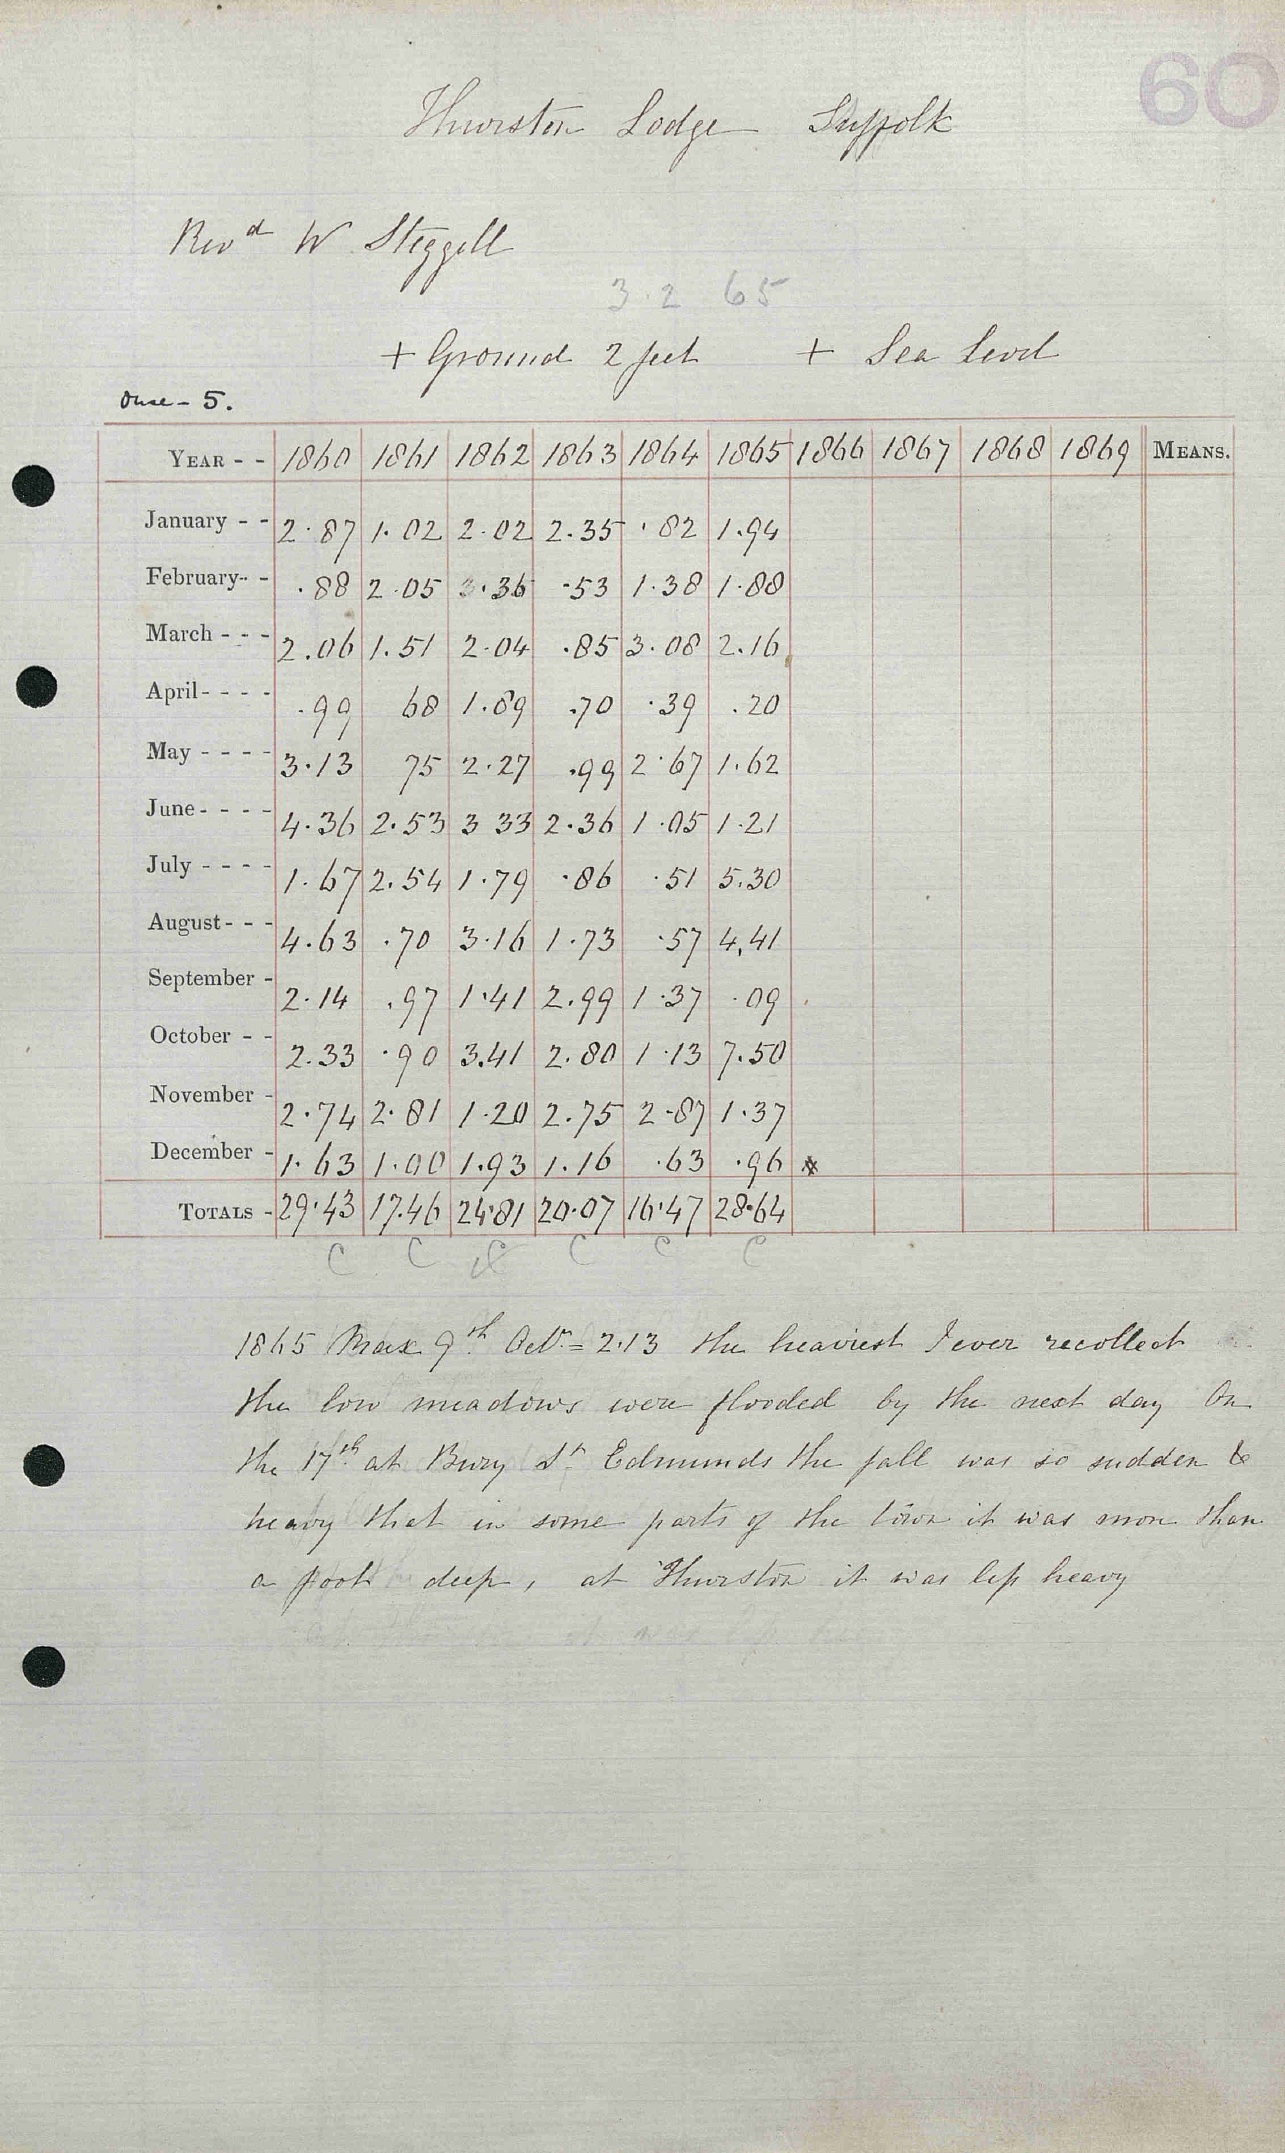 60
Thurston Lodge Suffolk
Revd W Steggall
3.2 65
+ Ground 2 feet + Sea Level
Ouse - 5.
YEAR - - 1860 1861 1862 1863 1864 1865 1866 1867 1868 1869 MEANS.
January - - 2.87 1.02 2.02 2.35 .82 1.94
February - - .88 2.05 3.36 .53 1.38 1.88
March - - - 2.06 1.51 2.04 .85 3.08 2.16
April - - - - .99 68 1.89 .70 .39 .20
May - - - - 3.13 75 2.27 .99 2.67 1.62
June - - - - 4.36 2.53 3 33 2.36 1.05 1.21
July - - - - 1.67 2.54 1.79 .86 .51 5.30
August - - - 4.63 .70 3.16 1.73 .57 4,41
September - 2.14 .97 1.41 2.99 1.37 .09
October - - 2.33 .90 3.41 2.80 1.13 7.50
November - 2.74 2.81 1.20 2.75 2.87 1.37
December - 1.63 1.00 1.93 1.16 .63 .96 *
TOTALS - 29.43 17.46 24.81 20.07 16.47 28.64
C C C C C C
1865 Max 9th Octr = 2.13 the heaviest I ever recollect
the low meadows were flooded by the next day On
the 17th at Bury St Edmunds the fall was so sudden &
heavy that in some parts of the town it was more than
a foot deep, at Thurston it was less heavy